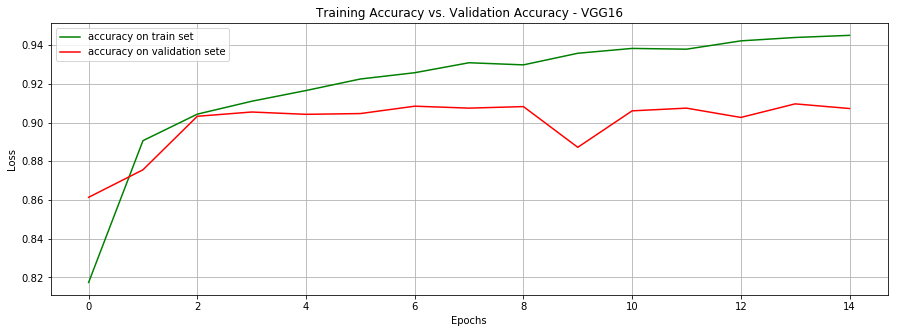 Training Accuracy vs. Validation Accuracy - VGG16
accuracy on train set
accuracy on validation sete
0.94
0.92
0.90
0.88
0.86
0.84
0.82
Loss
0 2 4 6 8 10 12 14
Epochs